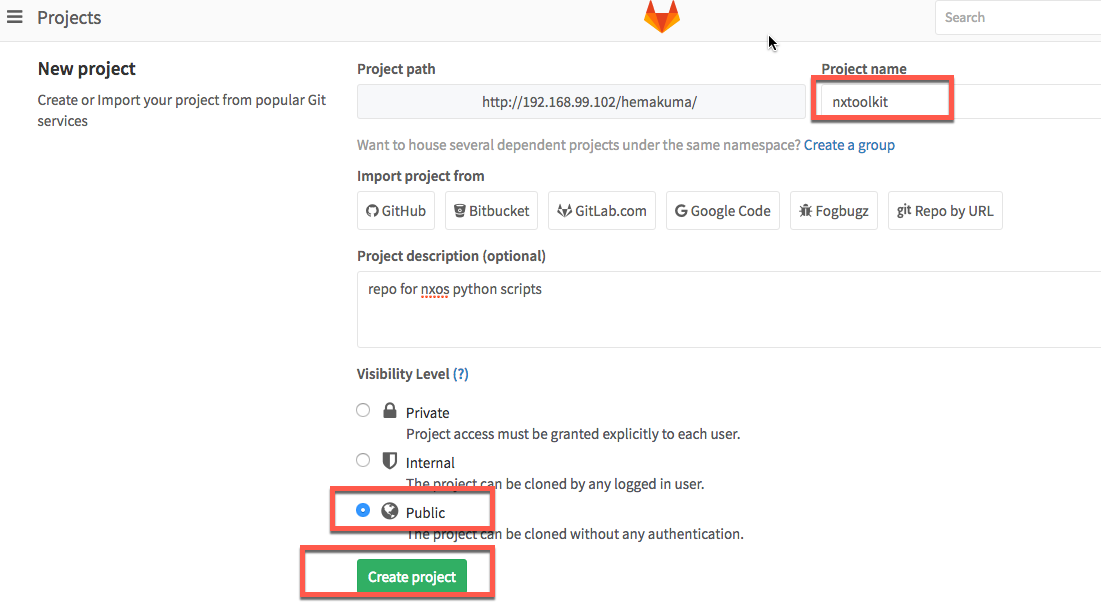 Projects
Search
New project
Create or Import your project from popular Git
services
Project path
Project name
http://192.168.99.102/hemakuma/
nxtoolkit
Want to house several dependent projects under the same namespace? Create a group
Import project from
GitHub
Bitbucket
GitLab.com
Google Code
Fogbugz
git Repo by URL
Project description (optional)
repo for nxos python scripts
Visibility Level (?)
Private
Project access must be granted explicitly to each user.
Internal
The project can be cloned by any logged in user.
Public
The project can be cloned without any authentication.
Create project